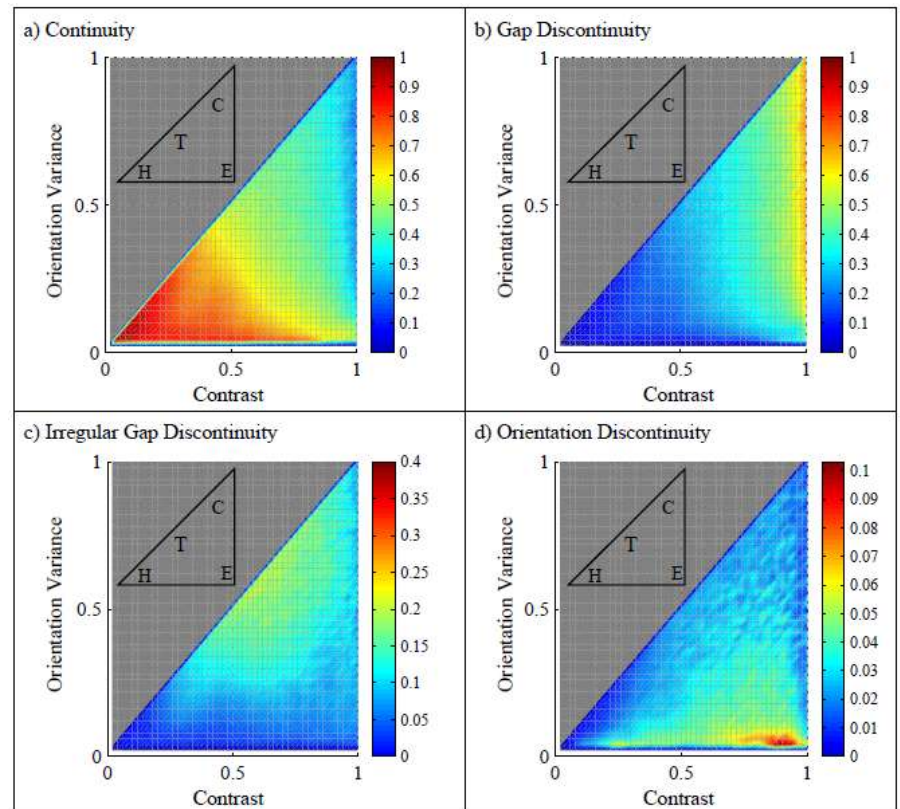 a) Continuity
1
0.5
0
Orientation Variance
C
T
H
E
0
0.5
1
Contrast
1
0.9
0.8
0.7
0.6
0.5
0.4
0.3
0.2
0.1
0
b) Gap Discontinuity
1
0.5
0
Orientation Variance
C
T
H
E
0
0.5
1
Contrast
1
0.9
0.8
0.7
0.6
0.5
0.4
0.3
0.2
0.1
0
c) Irregular Gap Discontinuity
1
0.5
0
Orientation Variance
C
T
H
E
0
0.5
1
Contrast
0.4
0.35
0.3
0.25
0.2
0.15
0.1
0.05
0
d) Orientation Discontinuity
1
0.5
0
Orientation Variance
C
T
H
E
0
0.5
1
Contrast
0.1
0.09
0.08
0.07
0.06
0.05
0.04
0.03
0.02
0.01
0